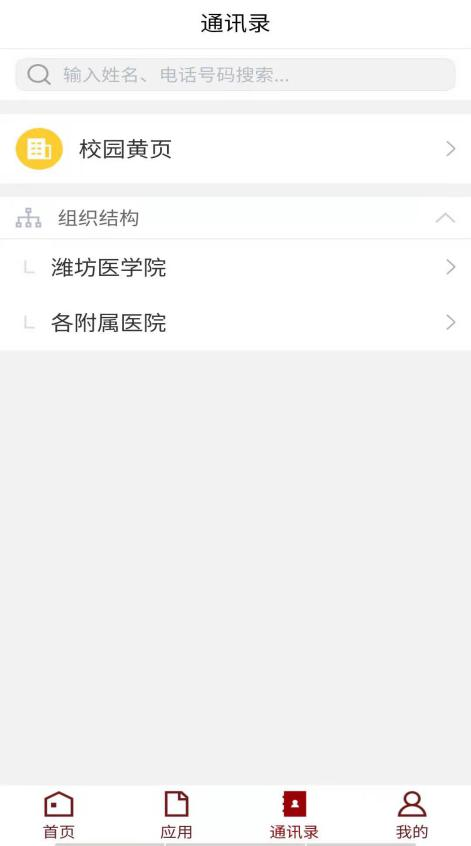 通讯录
输入姓名、电话号码搜索...
校园黄页
组织结构
潍坊医学院
各附属医院
首页
应用
通讯录
我的